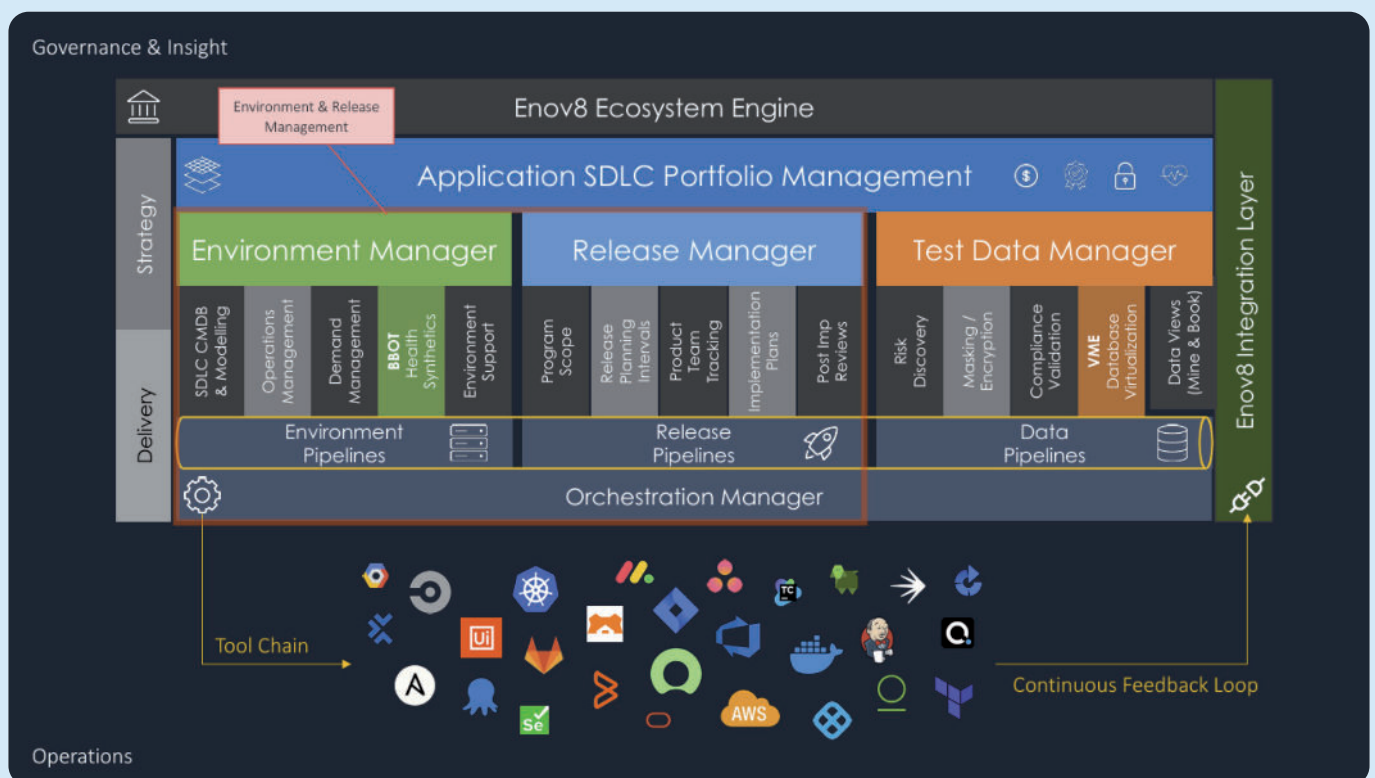 Governance & Insight
Enov8 Ecosystem Engine
Environment & Release
Management
Application SDLC Portfolio Management
$
Strategy
Delivery
Environment Manager
Release Manager
Test Data Manager
SDLC CMDB
& Modelling
Operations
Management
Demand
Management
BBOT
Health
Synthetics
Environment
Support
Program
Scope
Release
Planning
Intervals
Product
Team
Tracking
Implementation
Plans
Post Imp
Reviews
Risk
Discovery
Masking /
Encryption
Compliance
Validation
VME
Database
Virtualization
Data Views
(Mine & Book)
Environment
Pipelines
Release
Pipelines
Data
Pipelines
Orchestration Manager
Enov8 Integration Layer
Tool Chain
Ui
TC
A
Se
AWS
Continuous Feedback Loop
Operations